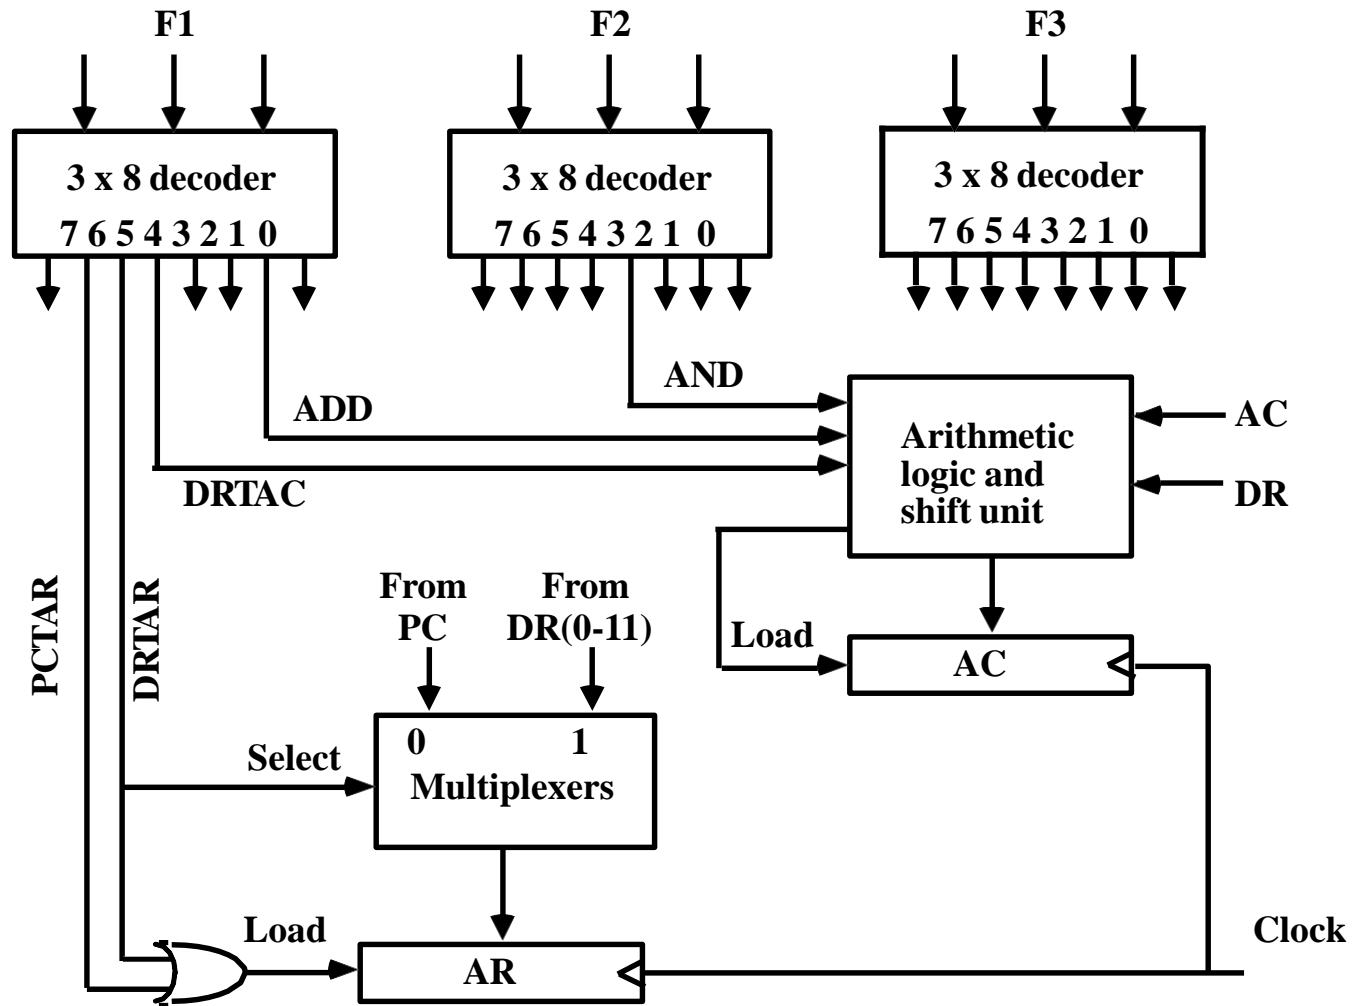 F1
F2
F3
3 x 8 decoder
7 6 5 4 3 2 1 0
3 x 8 decoder
7 6 5 4 3 2 1 0
3 x 8 decoder
7 6 5 4 3 2 1 0
AND
ADD
DRTAC
Arithmetic
logic and
shift unit
AC
DR
PCTAR
DRTAR
From
PC
From
DR(0-11)
Load
AC
Select
0
1
Multiplexers
Load
AR
Clock